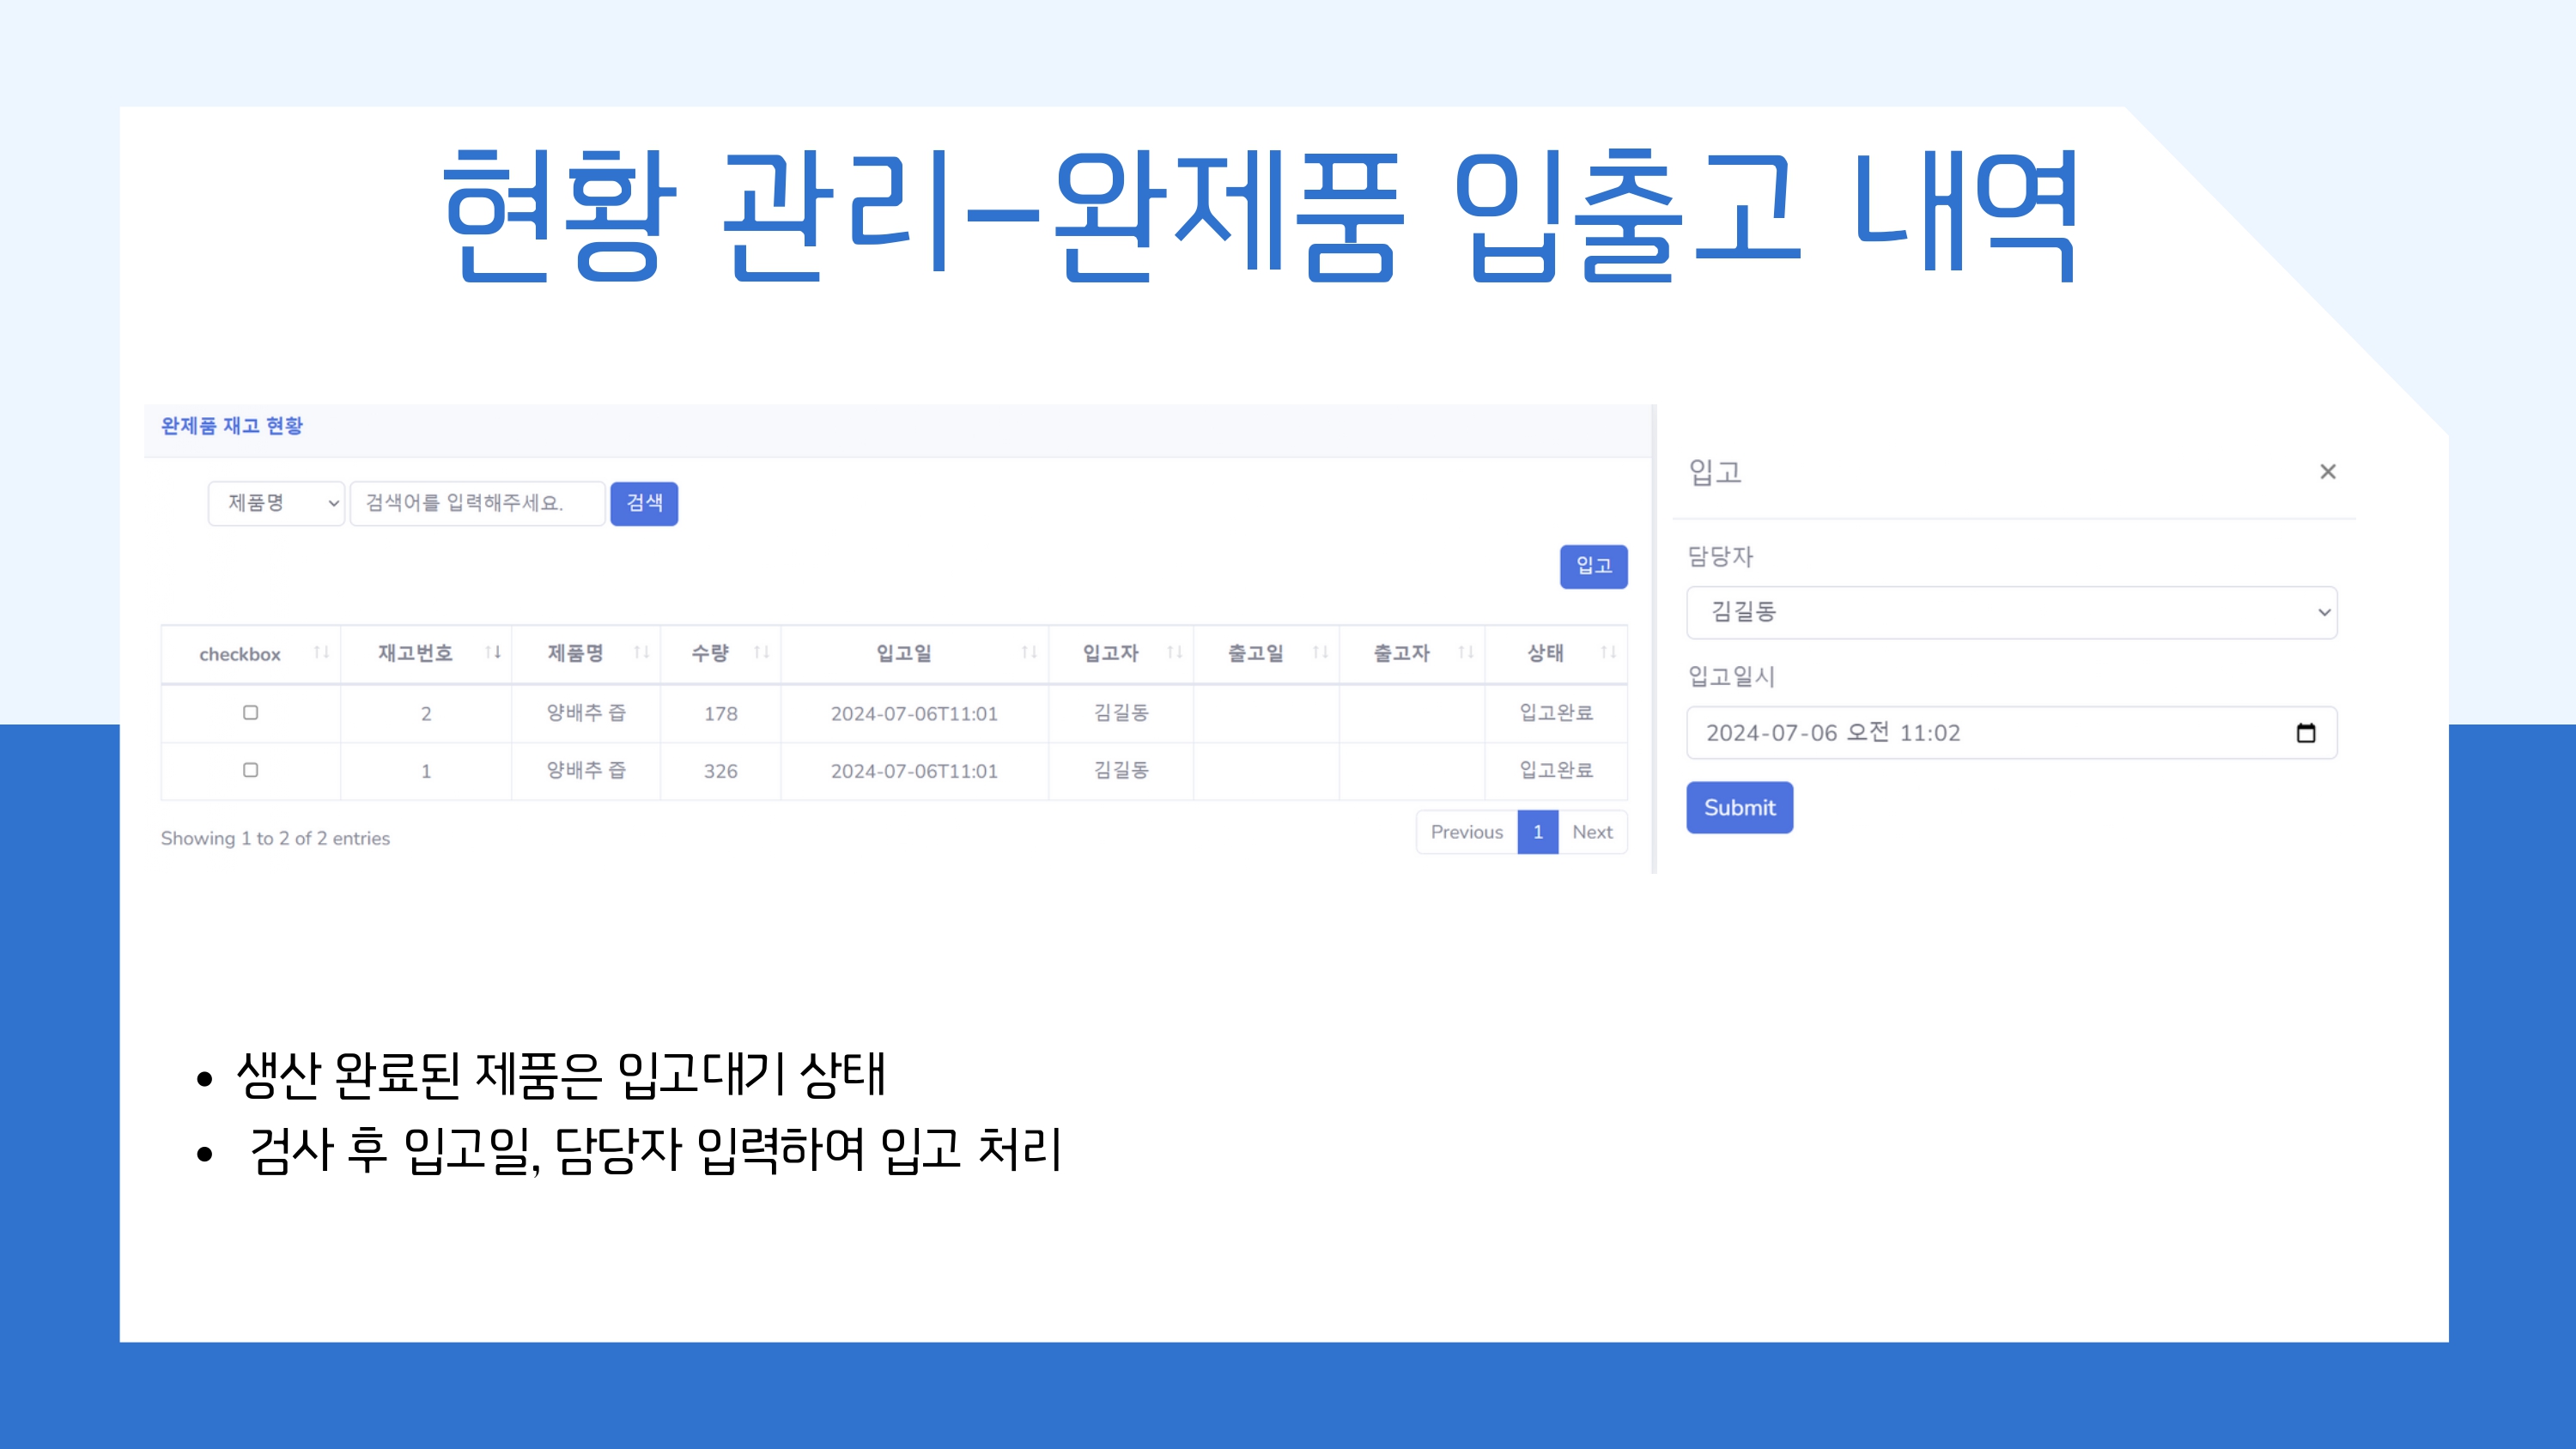 현황 관리-완제품 입출고 내역
완제품 재고 현황
제품명 검색어를 입력해주세요. 검색
입고
checkbox 재고번호 제품명 수량 입고일 입고자 출고일 출고자 상태
2 양배추 즙 178 2024-07-06T11:01 김길동 입고완료
1 양배추 즙 326 2024-07-06T11:01 김길동 입고완료
Showing 1 to 2 of 2 entries
Previous 1 Next
입고 ×
담당자
김길동
입고일시
2024-07-06 오전 11:02
Submit
• 생산 완료된 제품은 입고대기 상태
• 검사 후 입고일, 담당자 입력하여 입고 처리